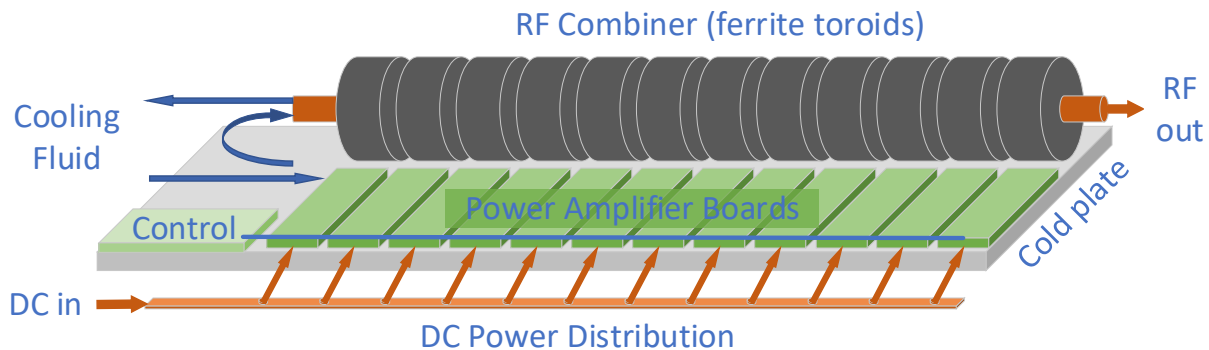 RF Combiner (ferrite toroids)
Cooling
Fluid
RF
out
Power Amplifier Boards
Control
Cold plate
DC in
DC Power Distribution